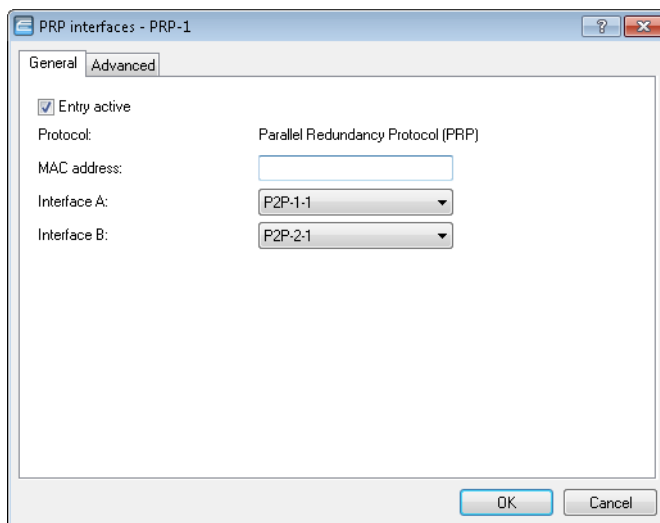 PRP interfaces - PRP-1
?
General Advanced
Entry active
Protocol: Parallel Redundancy Protocol (PRP)
MAC address:
Interface A: P2P-1-1
Interface B: P2P-2-1
OK Cancel